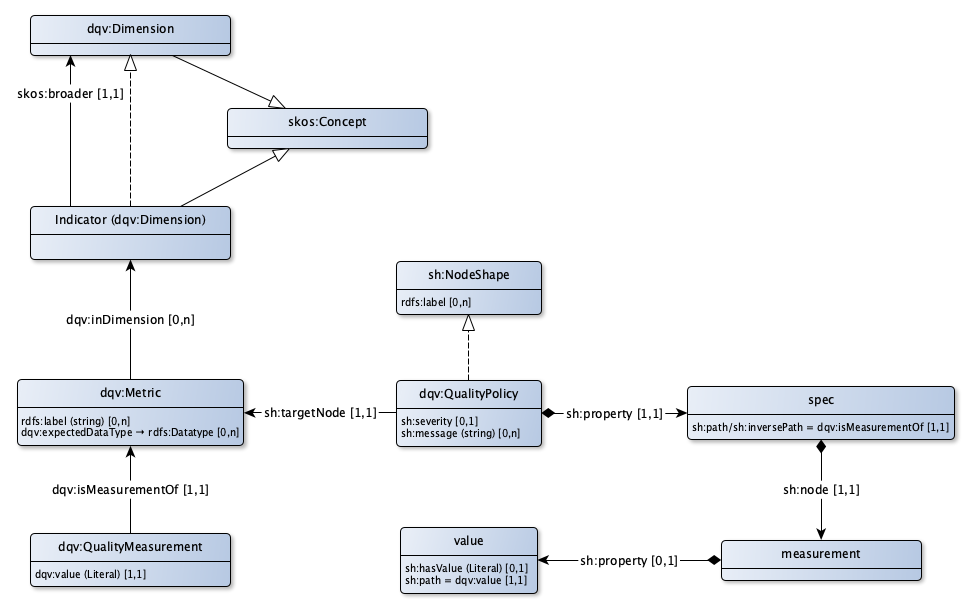 dqv:Dimension
skos:broader [1,1]
skos:Concept
Indicator (dqv:Dimension)
sh:NodeShape
rdfs:label [0,n]
dqv:inDimension [0,n]
dqv:Metric
rdfs:label (string) [0,n]
dqv:expectedDataType → rdfs:Datatype [0,n]
sh:targetNode [1,1]
dqv:QualityPolicy
sh:severity [0,1]
sh:message (string) [0,n]
sh:property [1,1]
spec
sh:path/sh:inversePath = dqv:isMeasurementOf [1,1]
dqv:isMeasurementOf [1,1]
sh:node [1,1]
dqv:QualityMeasurement
dqv:value (Literal) [1,1]
value
sh:hasValue (Literal) [0,1]
sh:path = dqv:value [1,1]
sh:property [0,1]
measurement